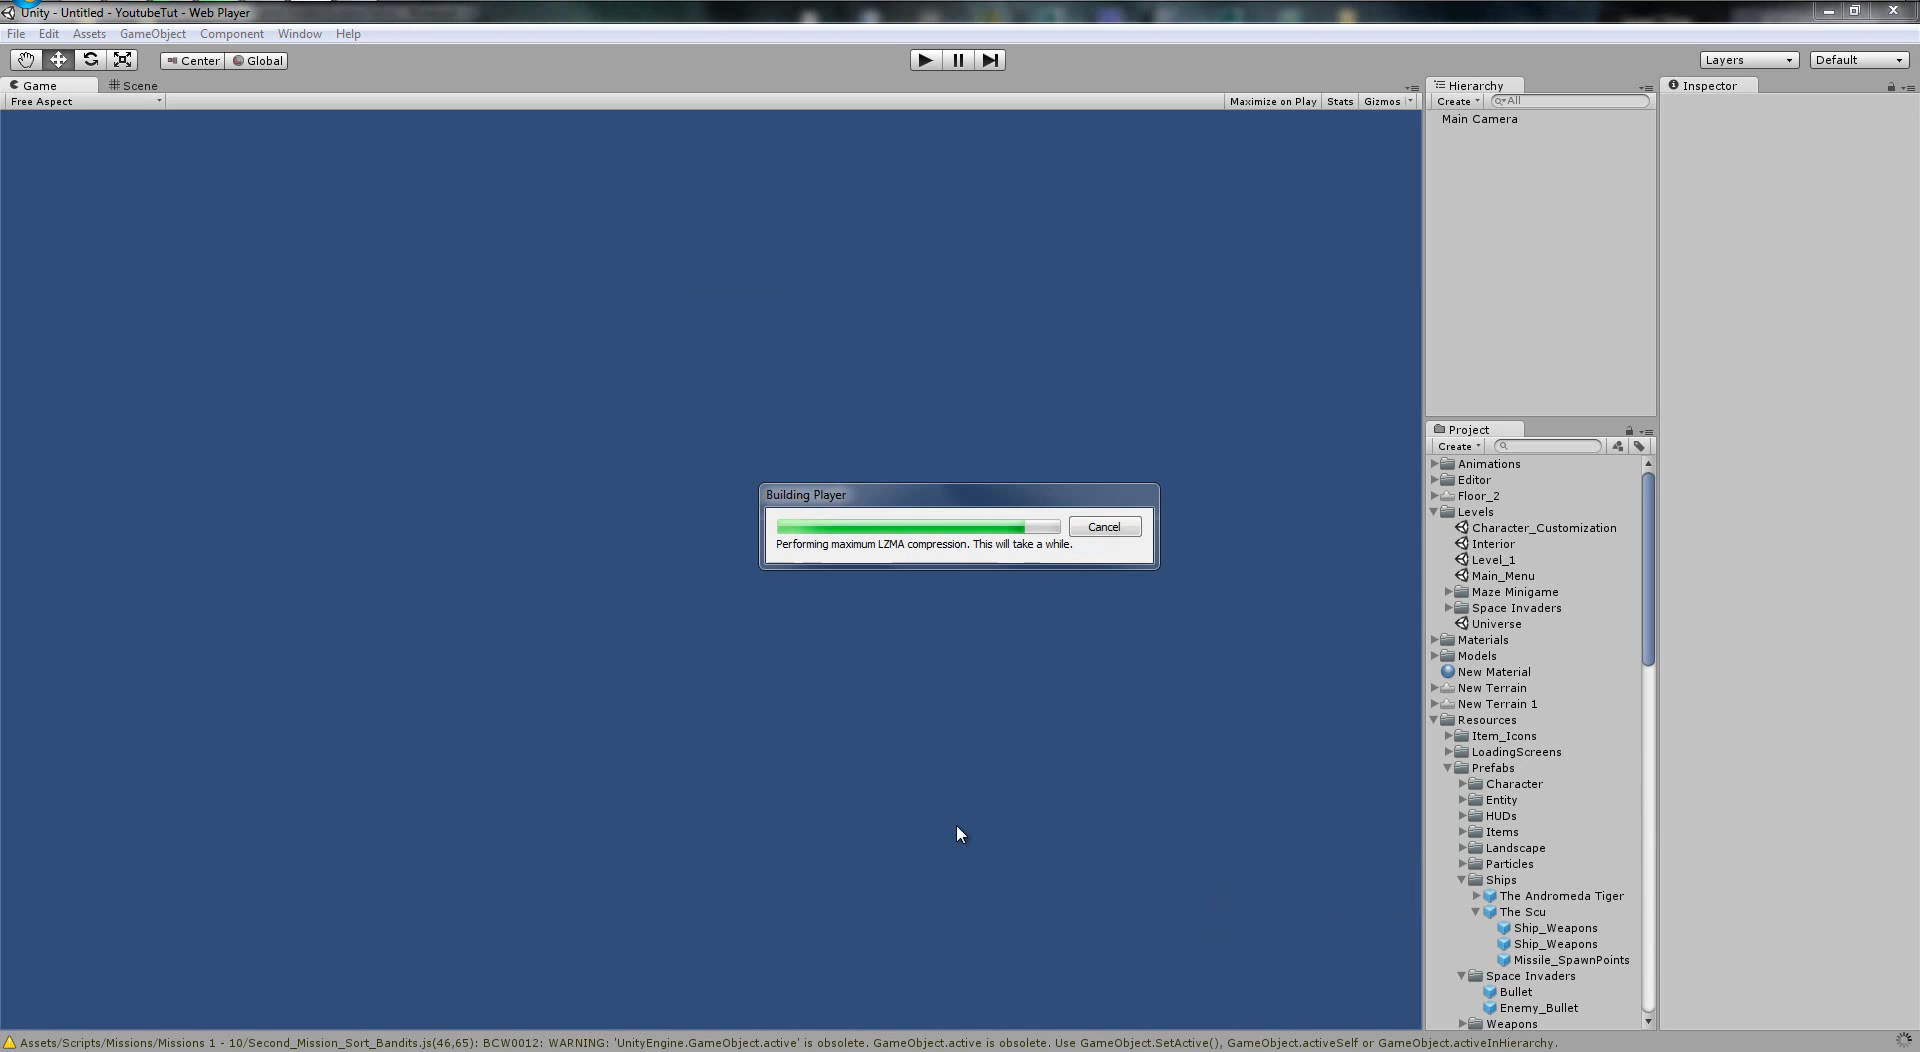 Unity - Untitled - YoutubeTut - Web Player
File Edit Assets GameObject Component Window Help
Center Global Layers Default
Game Scene
Free Aspect Maximize on Play Stats Gizmos
Hierarchy
Create All
Main Camera
Inspector
Building Player
Cancel
Performing maximum LZMA compression. This will take a while.
Project
Create
Animations
Editor
Floor_2
Levels
Character_Customization
Interior
Level_1
Main_Menu
Maze Minigame
Space Invaders
Universe
Materials
Models
New Material
New Terrain
New Terrain 1
Resources
Item_Icons
LoadingScreens
Prefabs
Character
Entity
HUDs
Items
Landscape
Particles
Ships
The Andromeda Tiger
The Scu
Ship_Weapons
Ship_Weapons
Missile_SpawnPoints
Space Invaders
Bullet
Enemy_Bullet
Weapons
Assets/Scripts/Missions/Missions 1 - 10/Second_Mission_Sort_Bandits.js(46,65): BCW0012: WARNING: 'UnityEngine.GameObject.active' is obsolete. GameObject.active is obsolete. Use GameObject.SetActive(), GameObject.activeSelf or GameObject.activeInHierarchy.